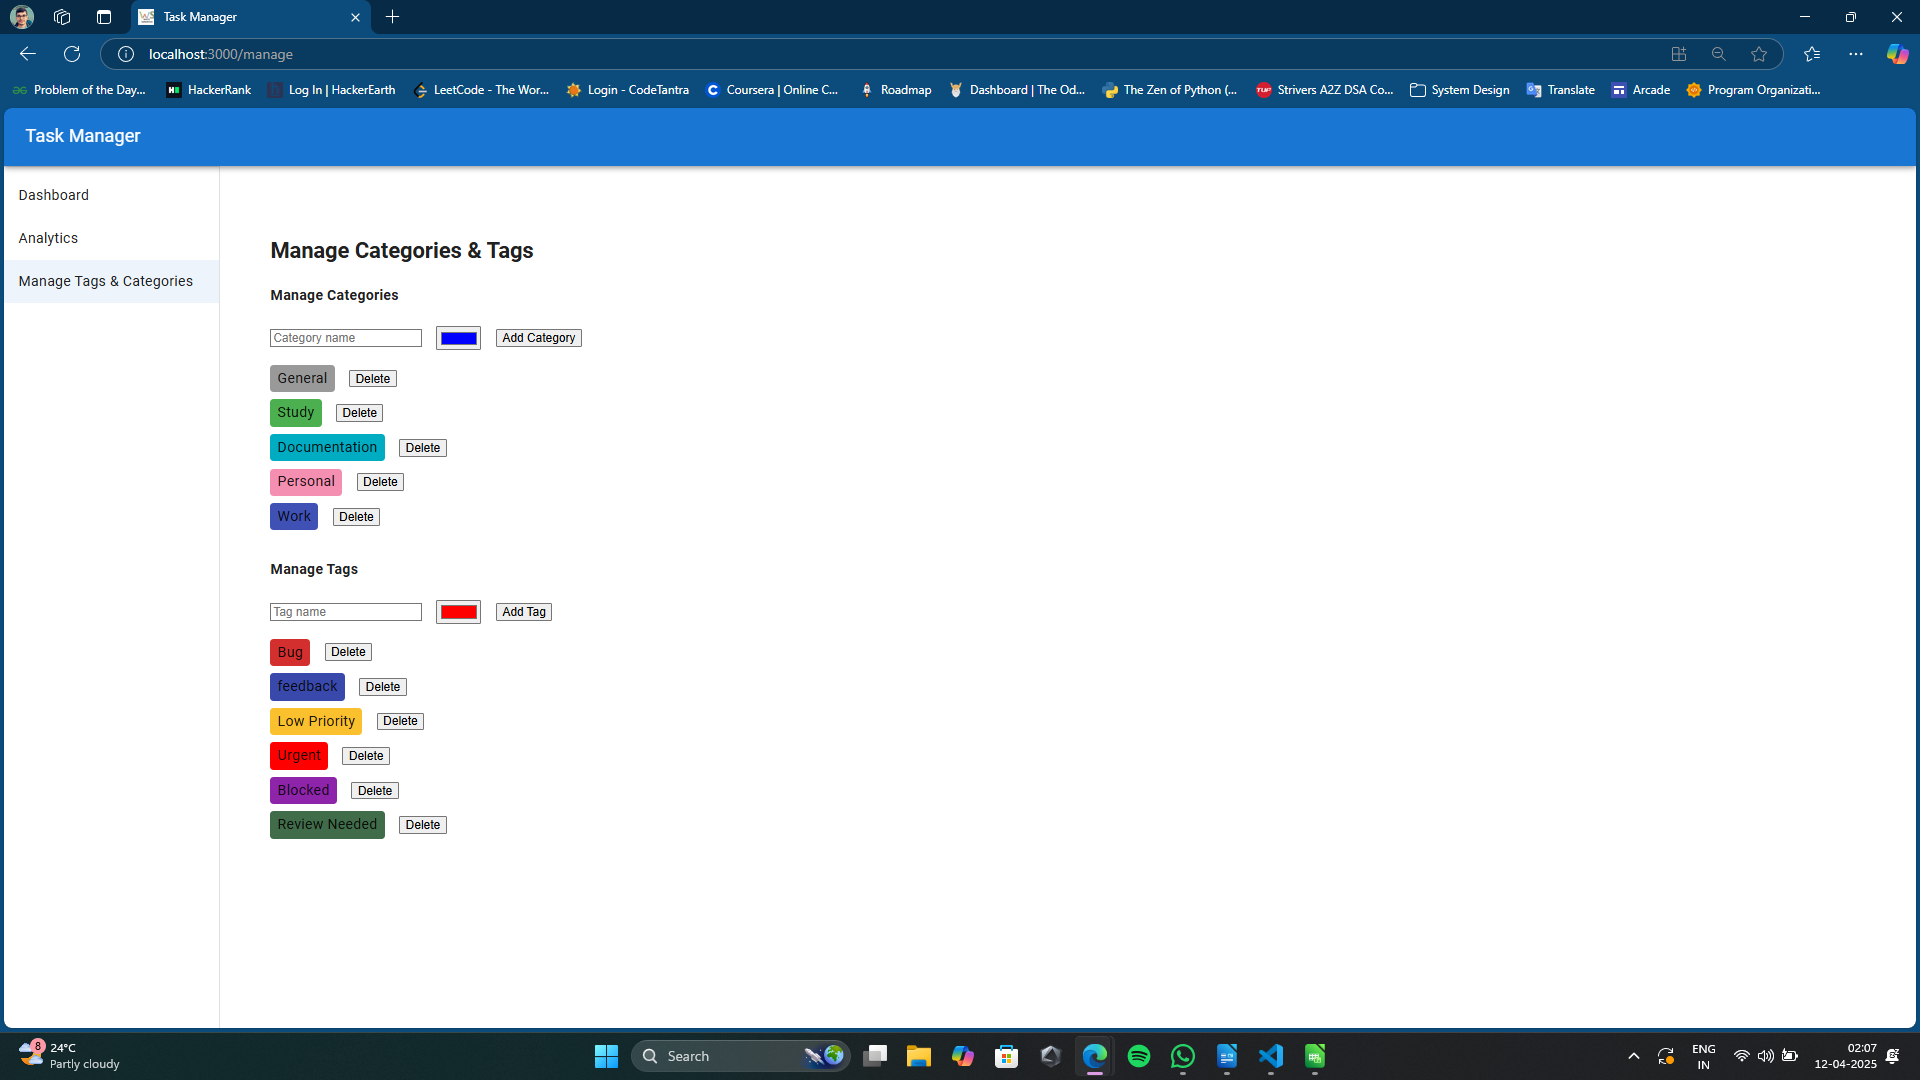 Task Manager
localhost:3000/manage
Problem of the Day...
HackerRank
Log In | HackerEarth
LeetCode - The Wor...
Login - CodeTantra
Coursera | Online C...
Roadmap
Dashboard | The Od...
The Zen of Python (...
Strivers A2Z DSA Co...
System Design
Translate
Arcade
Program Organizati...
Task Manager
Dashboard
Analytics
Manage Tags & Categories
Manage Categories & Tags
Manage Categories
Category name
Add Category
General Delete
Study Delete
Documentation Delete
Personal Delete
Work Delete
Manage Tags
Tag name
Add Tag
Bug Delete
feedback Delete
Low Priority Delete
Urgent Delete
Blocked Delete
Review Needed Delete
8
24°C
Partly cloudy
Search
ENG
IN
02:07
12-04-2025